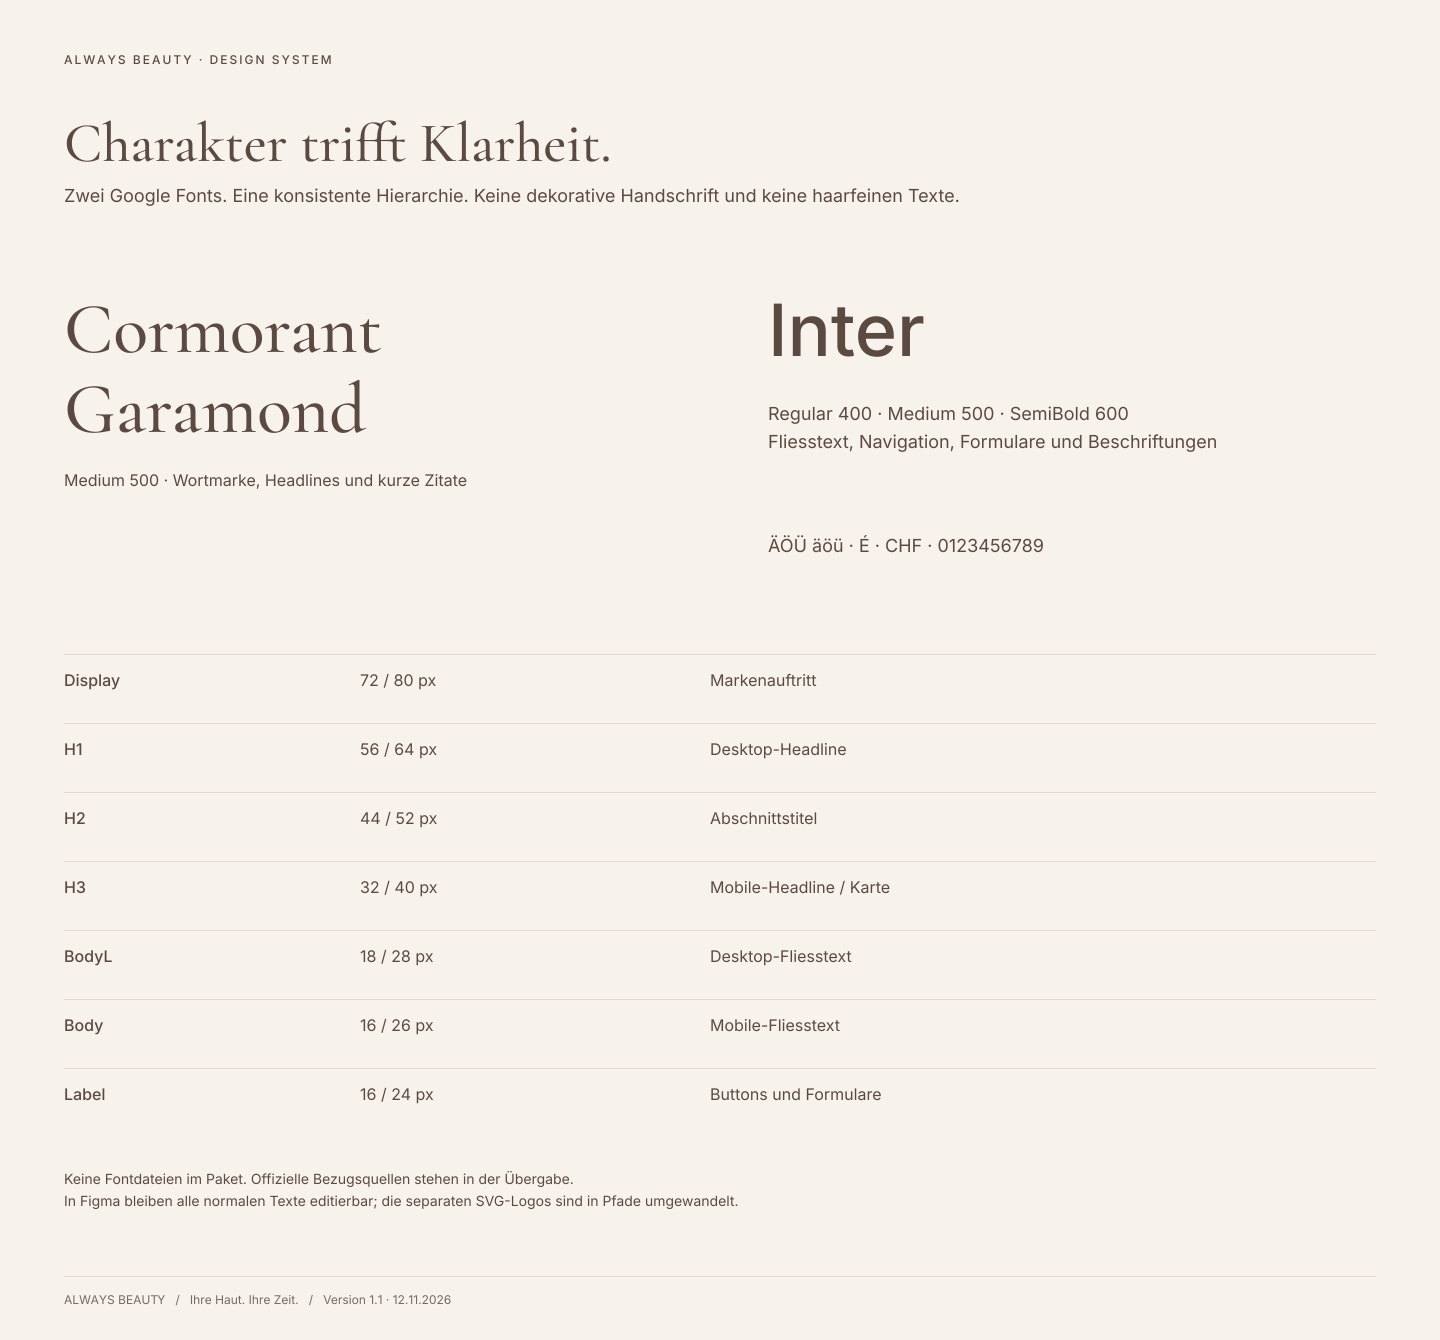 ALWAYS BEAUTY · DESIGN SYSTEM
Charakter trifft Klarheit.
Zwei Google Fonts. Eine konsistente Hierarchie. Keine dekorative Handschrift und keine haarfeinen Texte.
Cormorant
Garamond
Medium 500 · Wortmarke, Headlines und kurze Zitate
Inter
Regular 400 · Medium 500 · SemiBold 600
Fliesstext, Navigation, Formulare und Beschriftungen
ÄÖÜ äöü · É · CHF · 0123456789
Display 72 / 80 px Markenauftritt
H1 56 / 64 px Desktop-Headline
H2 44 / 52 px Abschnittstitel
H3 32 / 40 px Mobile-Headline / Karte
BodyL 18 / 28 px Desktop-Fliesstext
Body 16 / 26 px Mobile-Fliesstext
Label 16 / 24 px Buttons und Formulare
Keine Fontdateien im Paket. Offizielle Bezugsquellen stehen in der Übergabe.
In Figma bleiben alle normalen Texte editierbar; die separaten SVG-Logos sind in Pfade umgewandelt.
ALWAYS BEAUTY / Ihre Haut. Ihre Zeit. / Version 1.1 · 12.11.2026